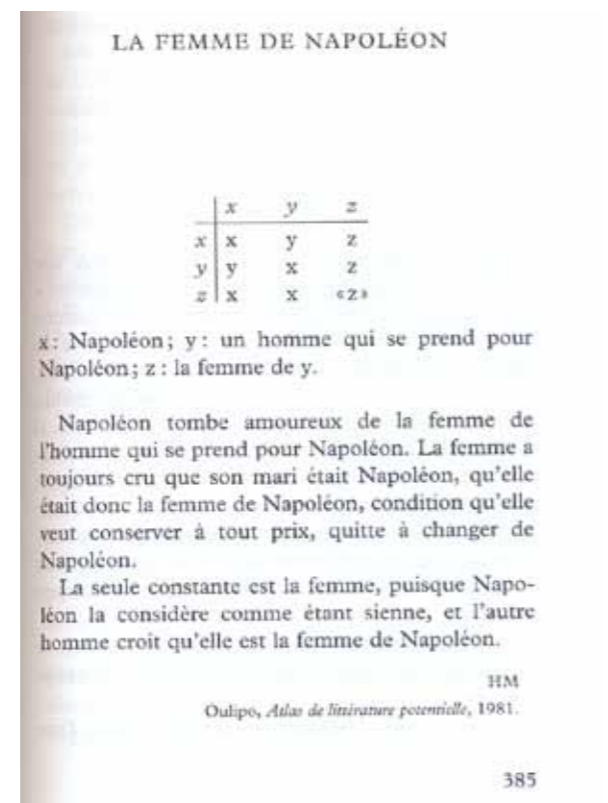 LA FEMME DE NAPOLÉON
x y z
x x y z
y y x z
z x x «z»
x : Napoléon ; y : un homme qui se prend pour
Napoléon ; z : la femme de y.
Napoléon tombe amoureux de la femme de
l'homme qui se prend pour Napoléon. La femme a
toujours cru que son mari était Napoléon, qu'elle
était donc la femme de Napoléon, condition qu'elle
veut conserver à tout prix, quitte à changer de
Napoléon.
La seule constante est la femme, puisque Napo-
léon la considère comme étant sienne, et l'autre
homme croit qu'elle est la femme de Napoléon.
HM
Oulipo, Atlas de littérature potentielle, 1981.
385